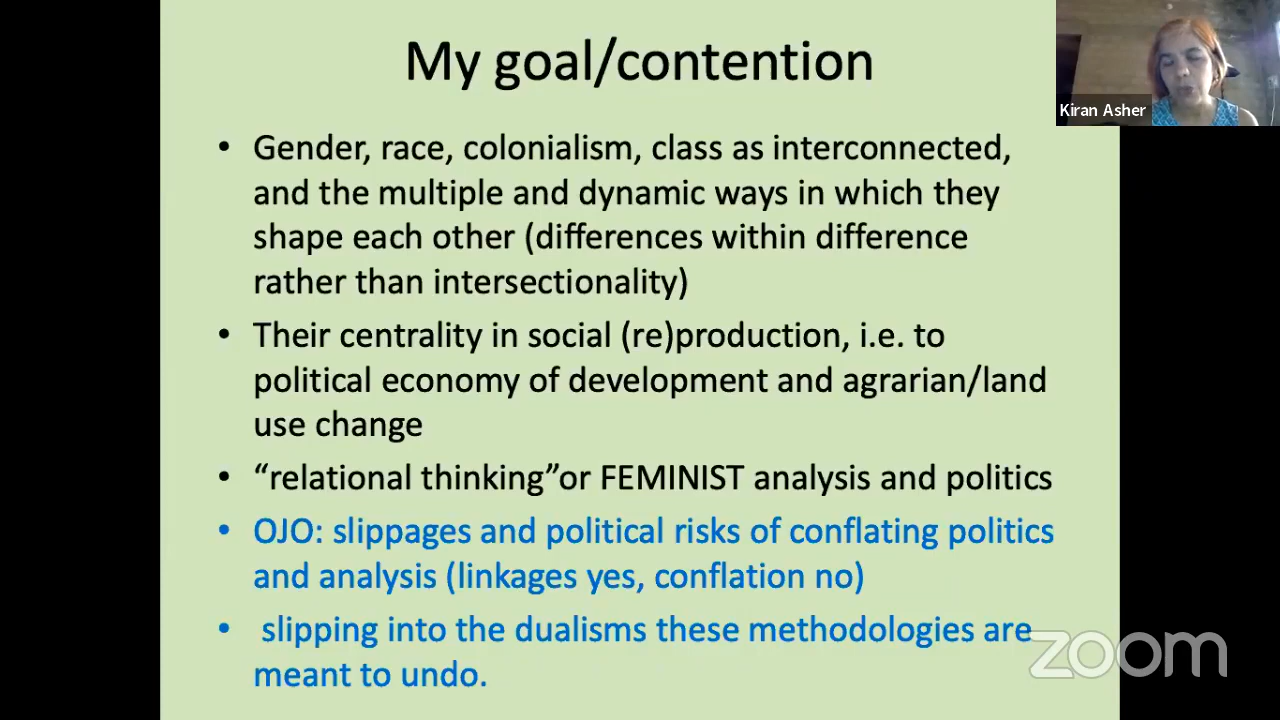 My goal/contention
Kiran Asher
• Gender, race, colonialism, class as interconnected,
and the multiple and dynamic ways in which they
shape each other (differences within difference
rather than intersectionality)
• Their centrality in social (re)production, i.e. to
political economy of development and agrarian/land
use change
• “relational thinking”or FEMINIST analysis and politics
• OJO: slippages and political risks of conflating politics
and analysis (linkages yes, conflation no)
• slipping into the dualisms these methodologies are
meant to undo.
zoom